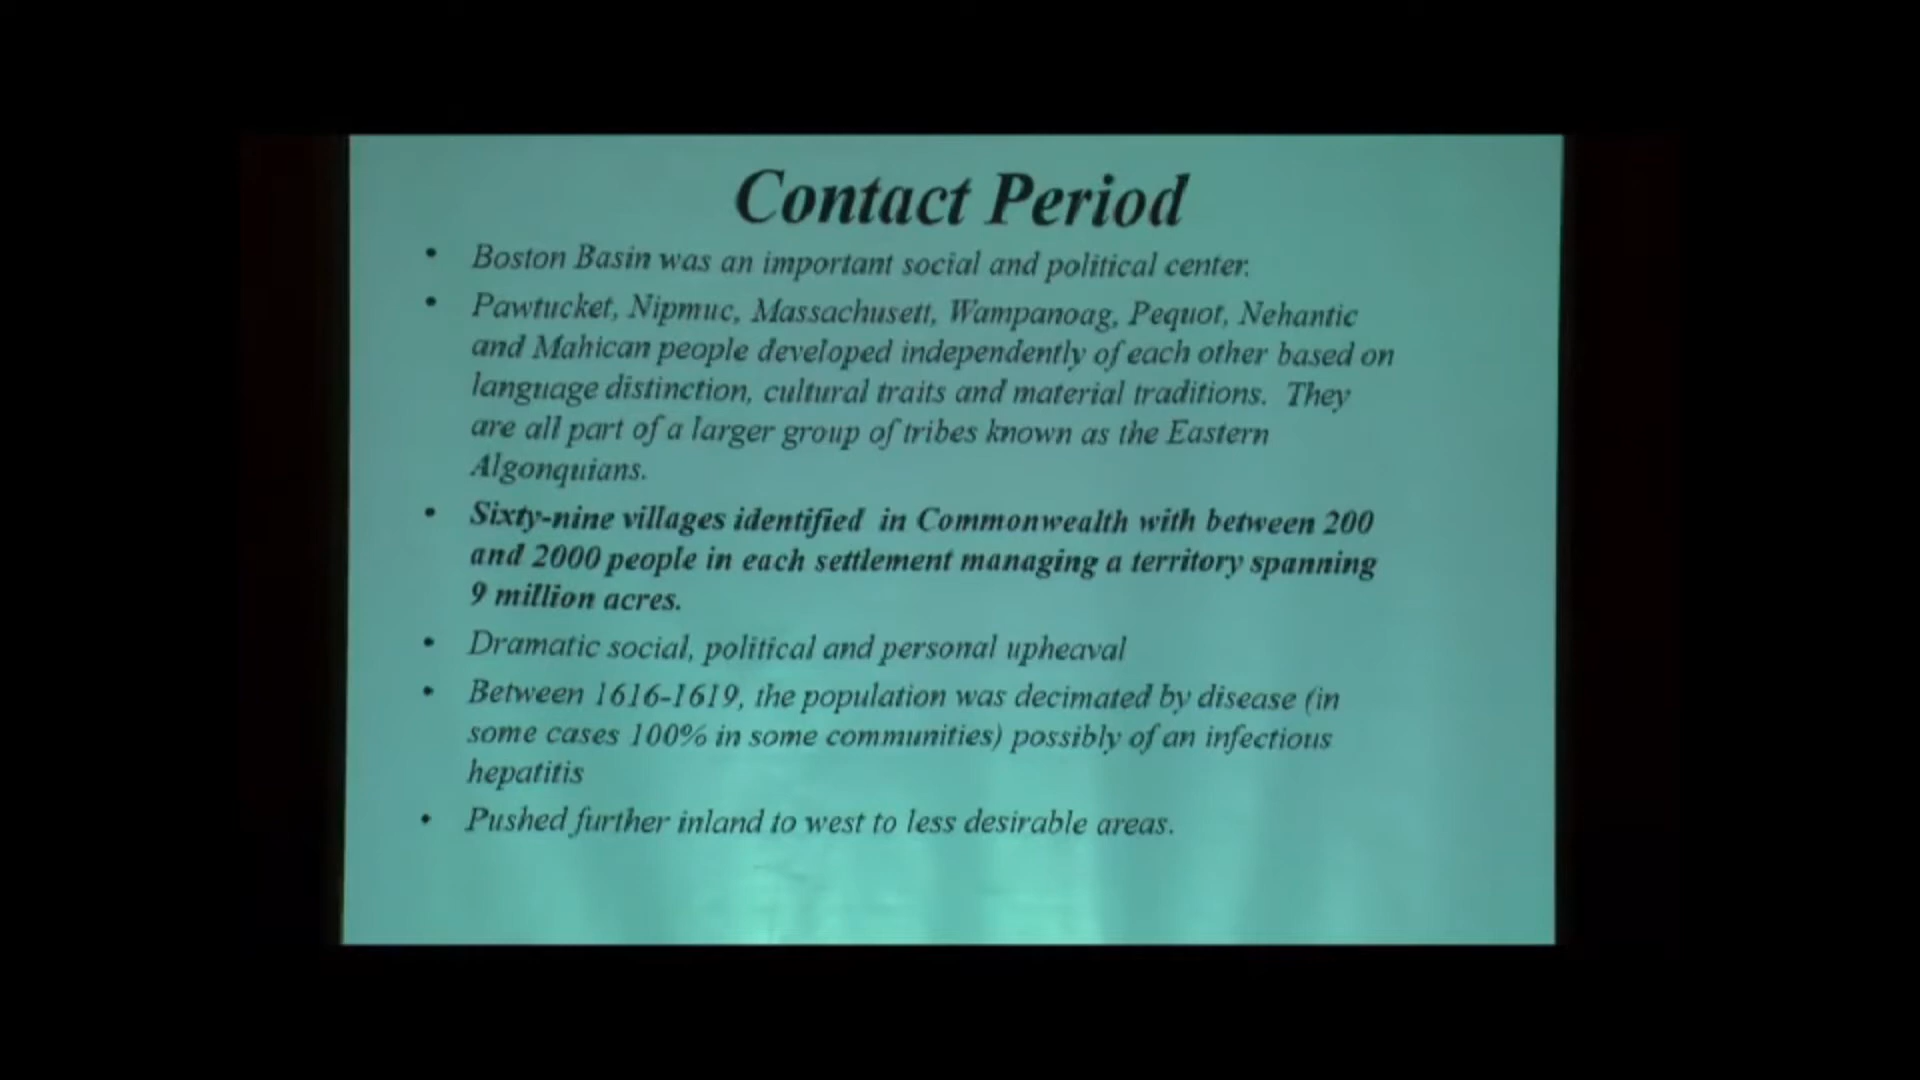 Contact Period
• Boston Basin was an important social and political center.
• Pawtucket, Nipmuc, Massachusett, Wampanoag, Pequot, Nehantic
and Mahican people developed independently of each other based on
language distinction, cultural traits and material traditions. They
are all part of a larger group of tribes known as the Eastern
Algonquians.
• Sixty-nine villages identified in Commonwealth with between 200
and 2000 people in each settlement managing a territory spanning
9 million acres.
• Dramatic social, political and personal upheaval
• Between 1616-1619, the population was decimated by disease (in
some cases 100% in some communities) possibly of an infectious
hepatitis
• Pushed further inland to west to less desirable areas.